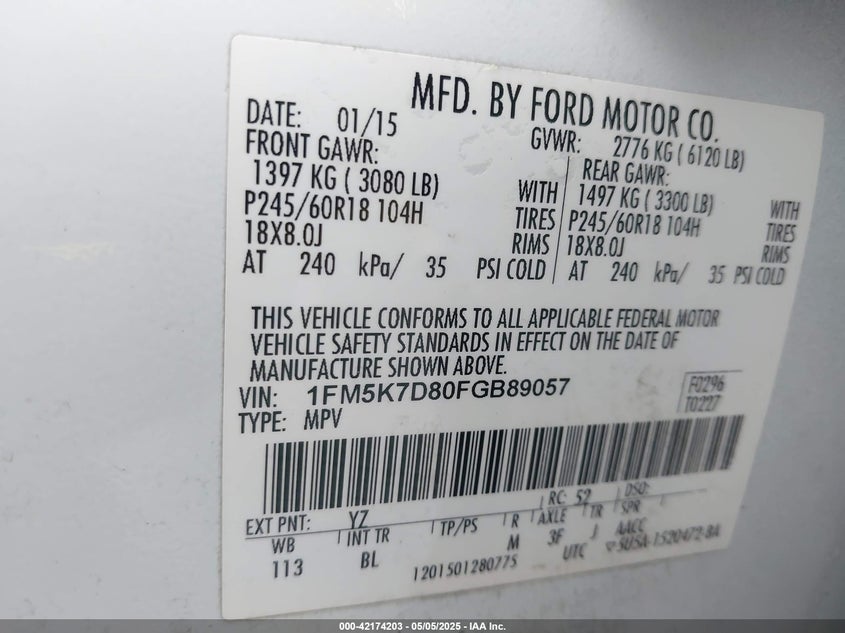 MFD. BY FORD MOTOR CO.
DATE: 01/15
GVWR: 2776 KG ( 6120 LB)
FRONT GAWR:
1397 KG ( 3080 LB) WITH
P245/60R18 104H TIRES
18X8.0J RIMS
AT 240 kPa/ 35 PSI COLD
REAR GAWR:
1497 KG ( 3300 LB) WITH
P245/60R18 104H TIRES
18X8.0J RIMS
AT 240 kPa/ 35 PSI COLD
THIS VEHICLE CONFORMS TO ALL APPLICABLE FEDERAL MOTOR
VEHICLE SAFETY STANDARDS IN EFFECT ON THE DATE OF
MANUFACTURE SHOWN ABOVE.
VIN: 1FM5K7D80FGB89057
F0296
T0227
TYPE: MPV
EXT PNT: YZ RC: 52 DSO:
WB INT TR TP/PS R AXLE TR SPR
113 BL M 3F J AACC
1201501280775 UTC SU5A-1520472-BA
000-42174203 - 05/05/2025 - IAA Inc.